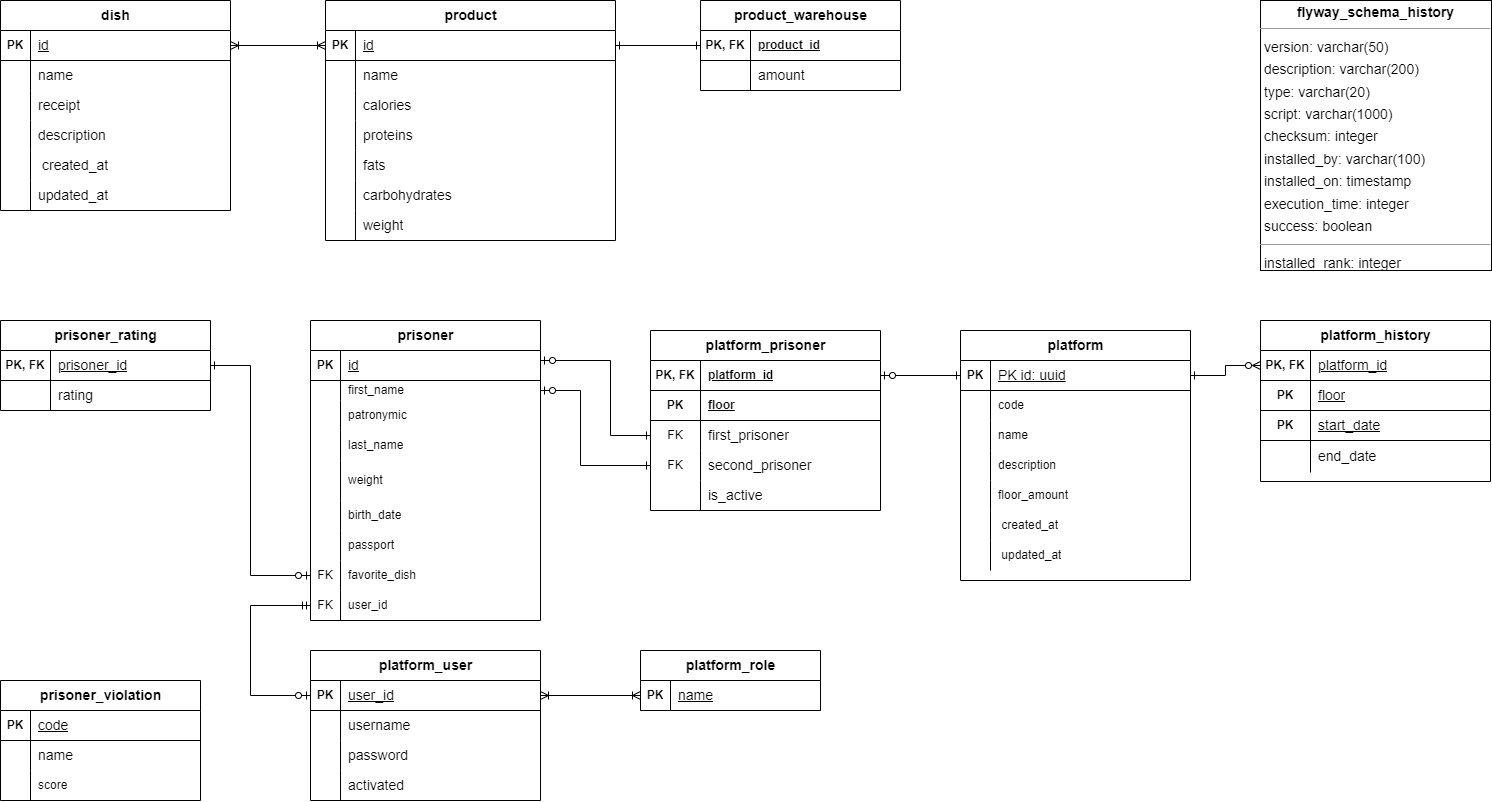 dish
PK id
name
receipt
description
created_at
updated_at
product
PK id
name
calories
proteins
fats
carbohydrates
weight
product_warehouse
PK, FK product_id
amount
flyway_schema_history
version: varchar(50)
description: varchar(200)
type: varchar(20)
script: varchar(1000)
checksum: integer
installed_by: varchar(100)
installed_on: timestamp
execution_time: integer
success: boolean
installed_rank: integer
prisoner_rating
PK, FK prisoner_id
rating
prisoner
PK id
first_name
patronymic
last_name
weight
birth_date
passport
FK favorite_dish
FK user_id
platform_prisoner
PK, FK platform_id
PK floor
FK first_prisoner
FK second_prisoner
is_active
platform
PK PK id: uuid
code
name
description
floor_amount
created_at
updated_at
platform_history
PK, FK platform_id
PK floor
PK start_date
end_date
prisoner_violation
PK code
name
score
platform_user
PK user_id
username
password
activated
platform_role
PK name